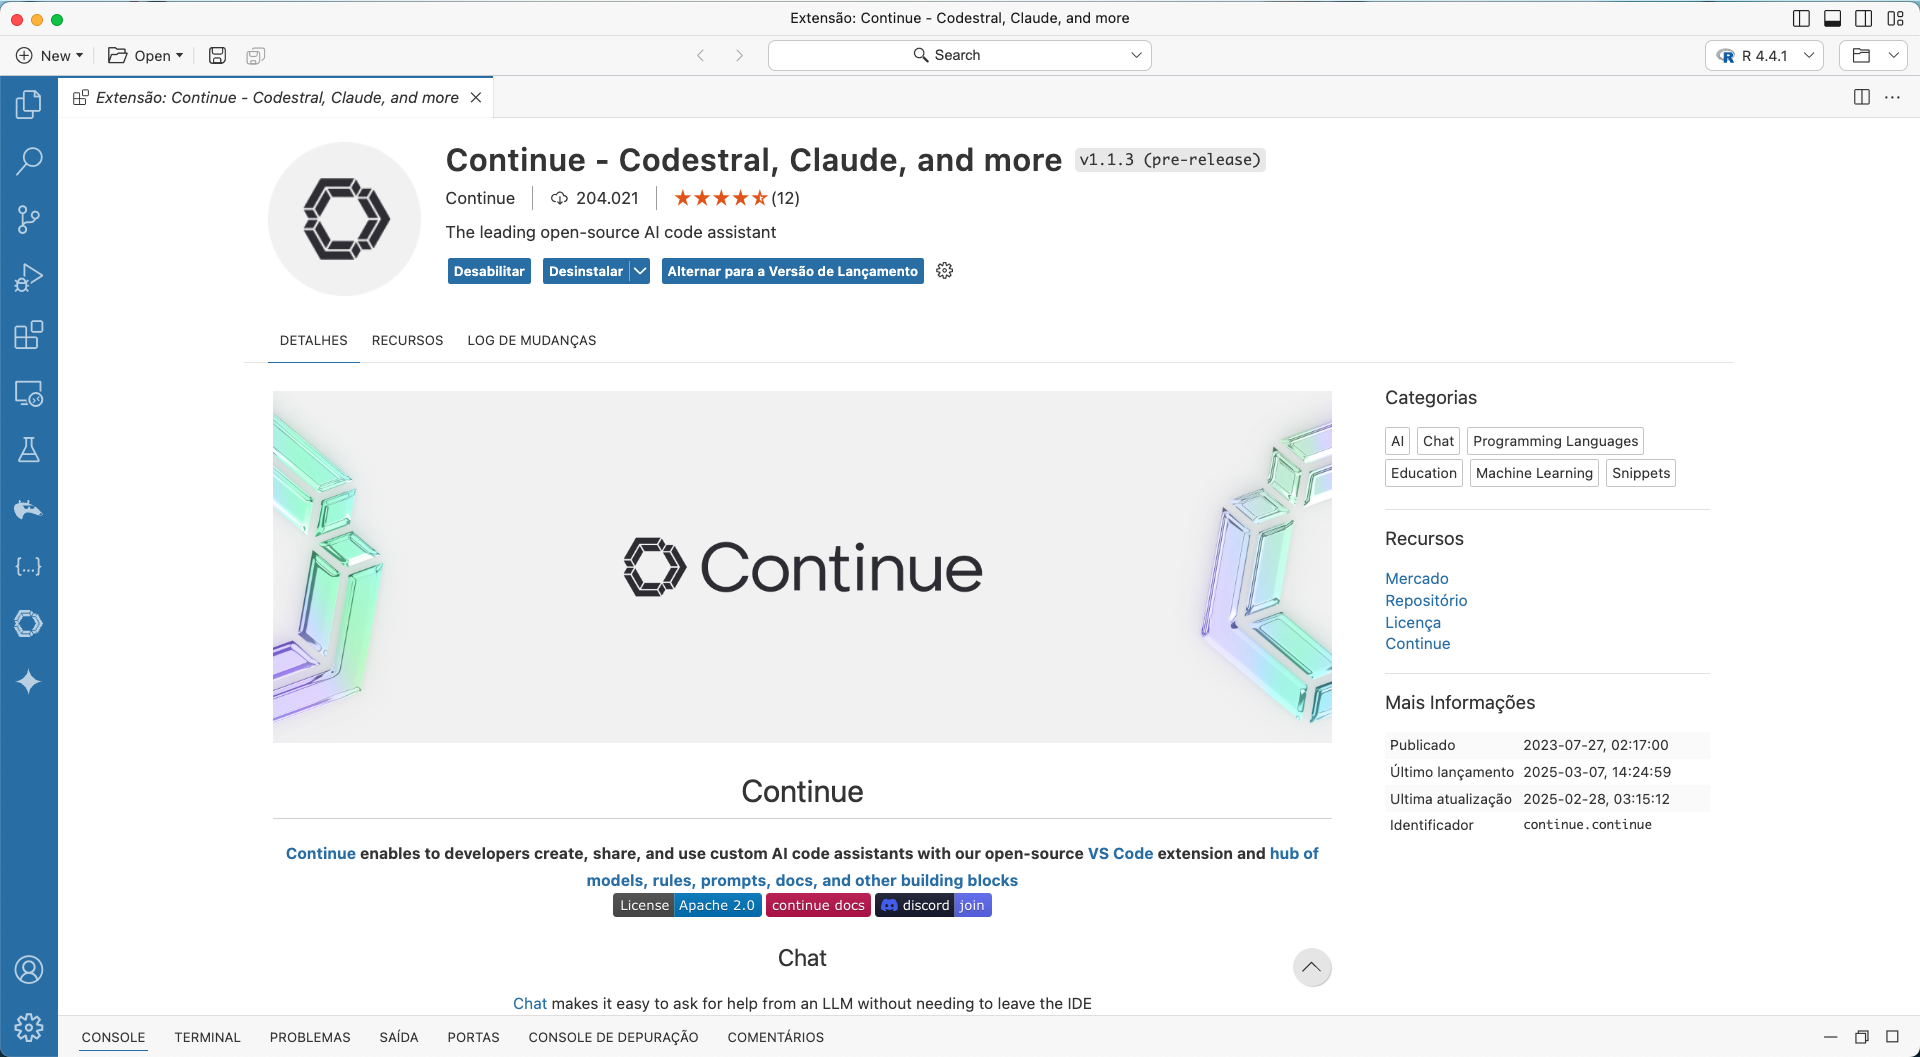 Extensão: Continue - Codestral, Claude, and more
New
Open
Search
R 4.4.1
Extensão: Continue - Codestral, Claude, and more
Continue - Codestral, Claude, and more
v1.1.3 (pre-release)
Continue
204.021
(12)
The leading open-source AI code assistant
Desabilitar
Desinstalar
Alternar para a Versão de Lançamento
DETALHES
RECURSOS
LOG DE MUDANÇAS
Continue
Continue
Continue enables to developers create, share, and use custom AI code assistants with our open-source VS Code extension and hub of
models, rules, prompts, docs, and other building blocks
License Apache 2.0
continue docs
discord join
Chat
Chat makes it easy to ask for help from an LLM without needing to leave the IDE
Categorias
AI
Chat
Programming Languages
Education
Machine Learning
Snippets
Recursos
Mercado
Repositório
Licença
Continue
Mais Informações
Publicado 2023-07-27, 02:17:00
Último lançamento 2025-03-07, 14:24:59
Ultima atualização 2025-02-28, 03:15:12
Identificador continue.continue
CONSOLE
TERMINAL
PROBLEMAS
SAÍDA
PORTAS
CONSOLE DE DEPURAÇÃO
COMENTÁRIOS